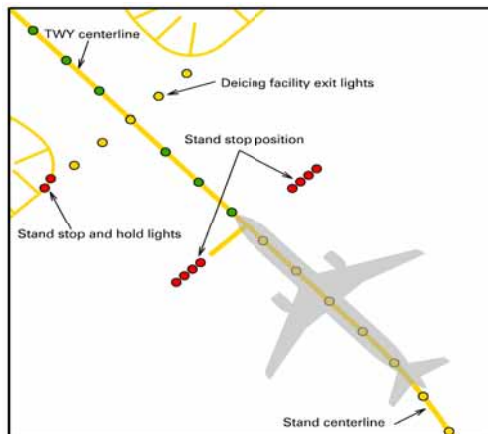 TWY centerline
Deicing facility exit lights
Stand stop position
Stand stop and hold lights
Stand centerline